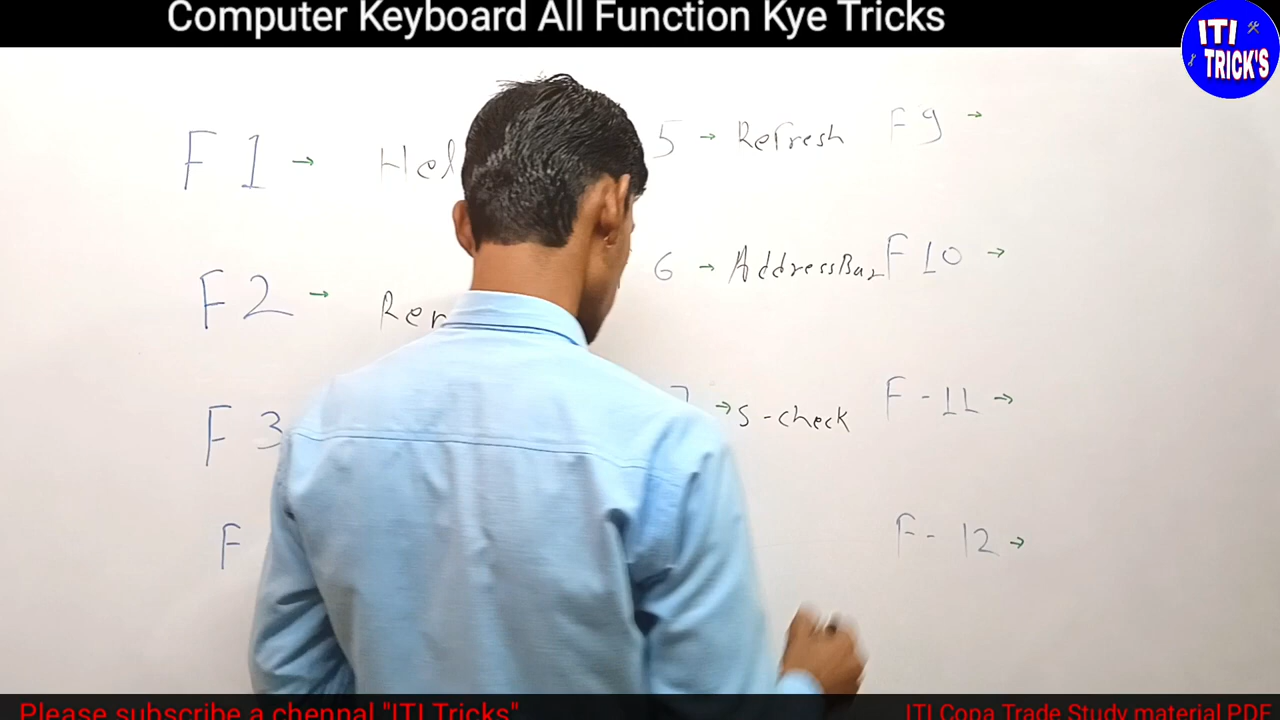 Computer Keyboard All Function Kye Tricks
ITI
TRICK'S
F 1 → Hel
F 2 → Ren
F 3
F
5 → Refresh
6 → AddressBar
7 → S-check
F 9 →
F 10 →
F - 11 →
F - 12 →
Please subscribe a chennal "ITI Tricks"
ITI Copa Trade Study material PDF